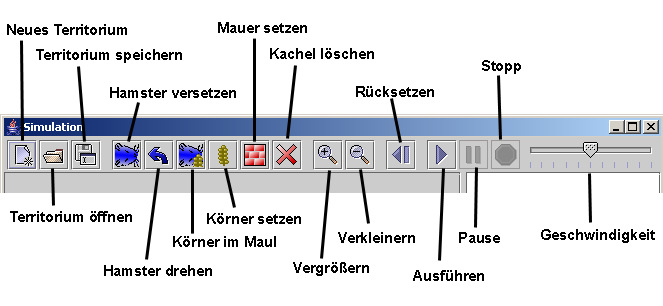 Neues Territorium
Mauer setzen
Territorium speichern
Kachel löschen
Stopp
Hamster versetzen
Rücksetzen
Simulation
Territorium öffnen
Körner setzen
Körner im Maul
Verkleinern
Pause
Geschwindigkeit
Hamster drehen
Vergrößern
Ausführen